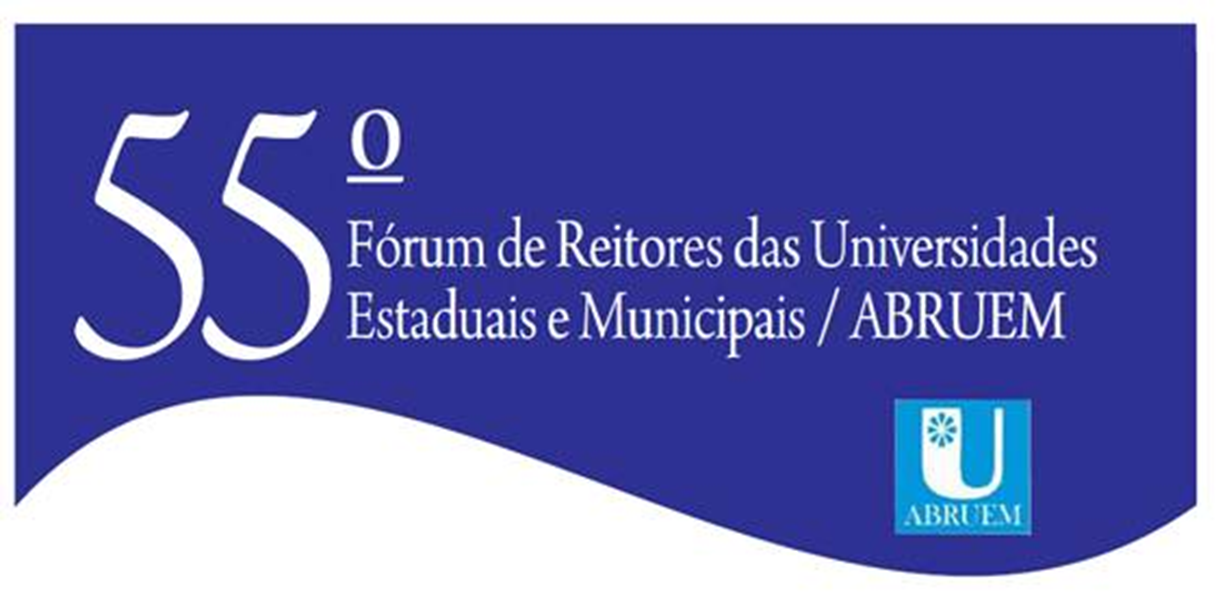 55º
Fórum de Reitores das Universidades
Estaduais e Municipais / ABRUEM
U
ABRUEM